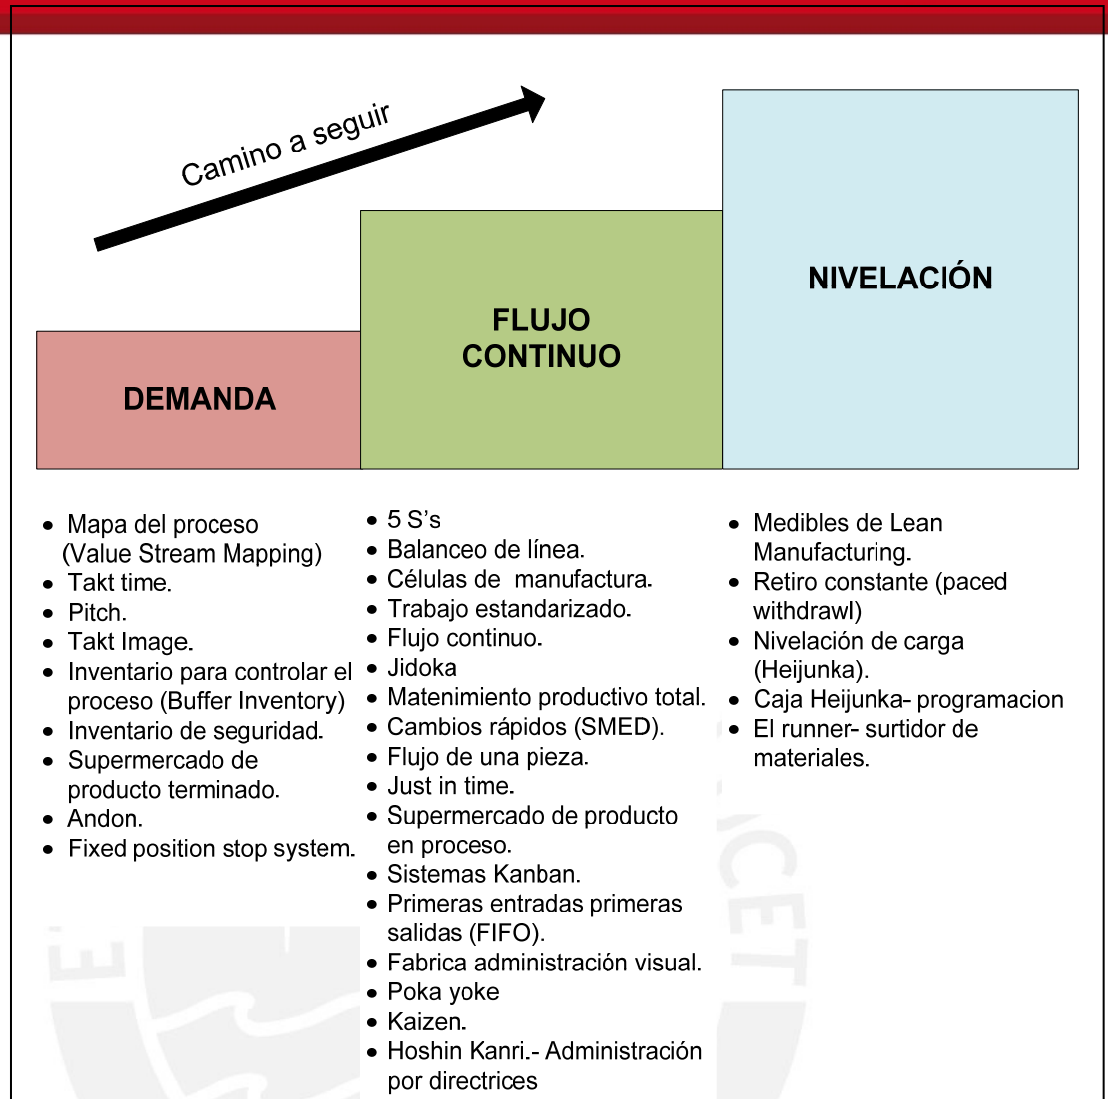 Camino a seguir
DEMANDA
FLUJO
CONTINUO
NIVELACIÓN
• Mapa del proceso
(Value Stream Mapping)
• Takt time.
• Pitch.
• Takt Image.
• Inventario para controlar el
proceso (Buffer Inventory)
• Inventario de seguridad.
• Supermercado de
producto terminado.
• Andon.
• Fixed position stop system.
• 5 S's
• Balanceo de línea.
• Células de manufactura.
• Trabajo estandarizado.
• Flujo continuo.
• Jidoka
• Matenimiento productivo total.
• Cambios rápidos (SMED).
• Flujo de una pieza.
• Just in time.
• Supermercado de producto
en proceso.
• Sistemas Kanban.
• Primeras entradas primeras
salidas (FIFO).
• Fabrica administración visual.
• Poka yoke
• Kaizen.
• Hoshin Kanri.- Administración
por directrices
• Medibles de Lean
Manufacturing.
• Retiro constante (paced
withdrawl)
• Nivelación de carga
(Heijunka).
• Caja Heijunka- programacion
• El runner- surtidor de
materiales.